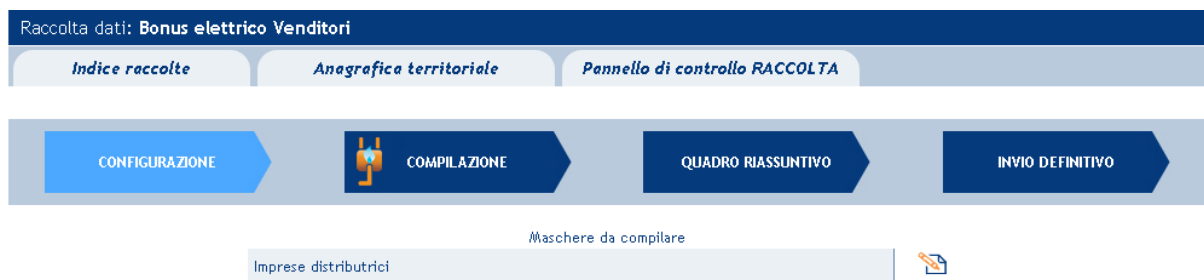 Raccolta dati: Bonus elettrico Venditori
Indice raccolte Anagrafica territoriale Pannello di controllo RACCOLTA
CONFIGURAZIONE COMPILAZIONE QUADRO RIASSUNTIVO INVIO DEFINITIVO
Maschere da compilare
Imprese distributrici